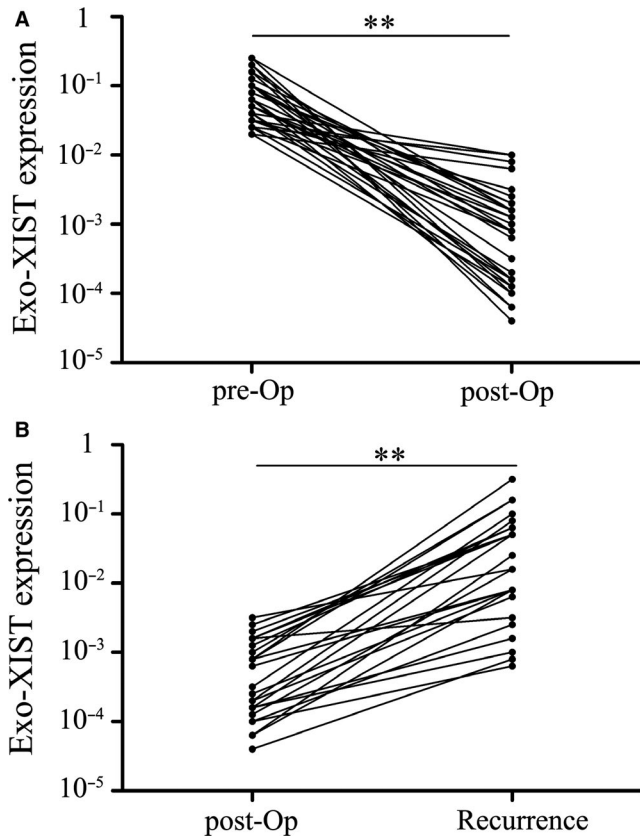 A
1
**
10⁻¹
10⁻²
10⁻³
10⁻⁴
10⁻⁵
Exo-XIST expression
pre-Op
post-Op
B
1
**
10⁻¹
10⁻²
10⁻³
10⁻⁴
10⁻⁵
Exo-XIST expression
post-Op
Recurrence